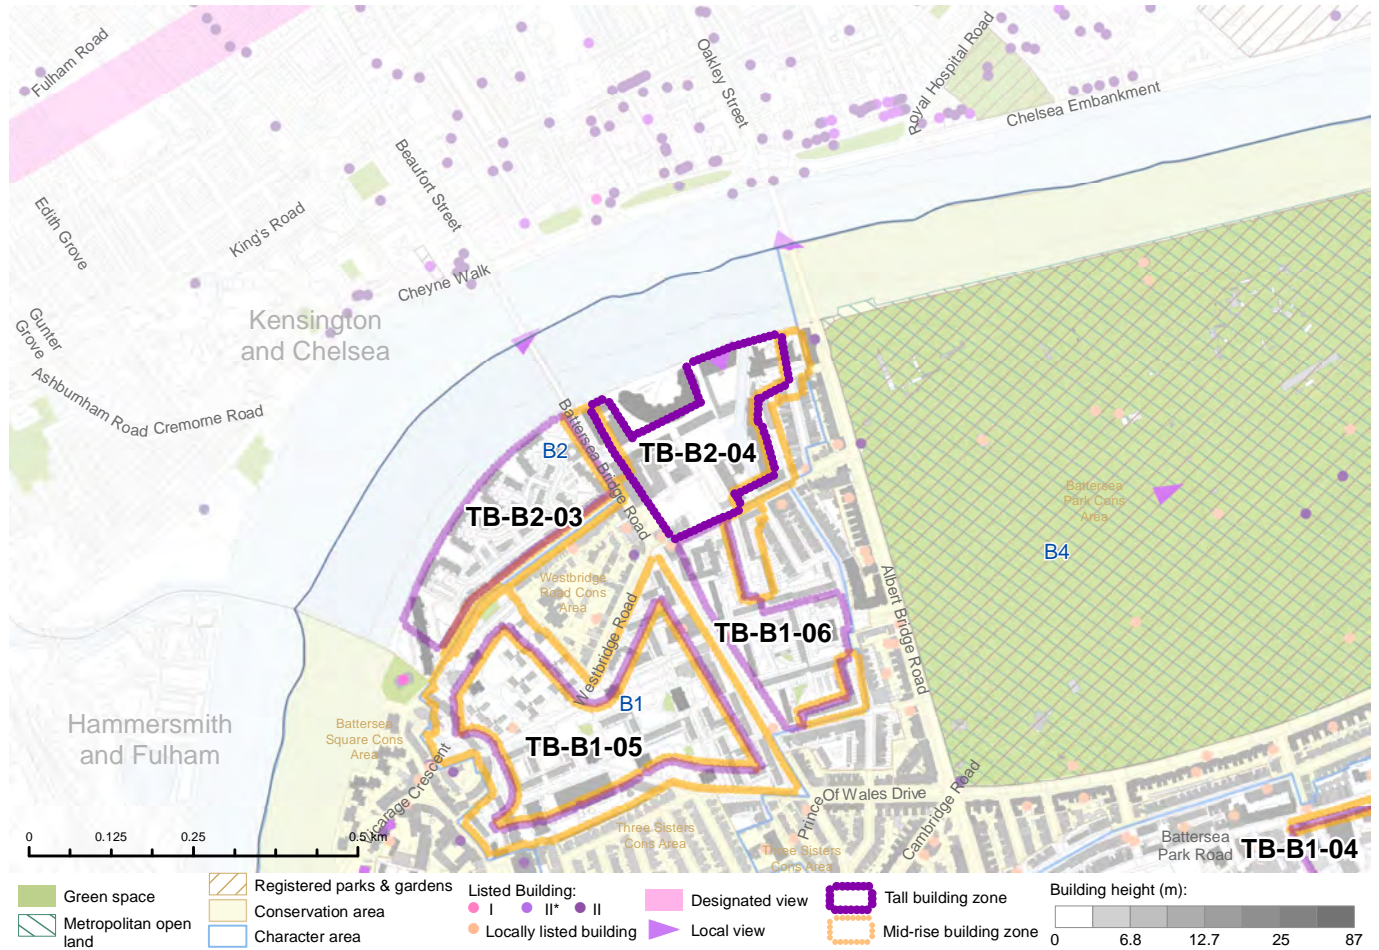 Fulham Road
Oakley Street
Royal Hospital Road
Chelsea Embankment
Beaufort Street
Edith Grove
King's Road
Cheyne Walk
Gunter
Grove
Kensington
and Chelsea
Ashburnham Road
Cremorne Road
Battersea Bridge Road
B2
TB-B2-04
TB-B2-03
Battersea
Park Cons
Area
B4
Westbridge
Road Cons
Area
Westbridge Road
Albert Bridge Road
TB-B1-06
B1
TB-B1-05
Hammersmith
and Fulham
Battersea
Square Cons
Area
Vicarage Crescent
Three Sisters
Cons Area
Three Sisters
Cons Area
Prince
Of Wales Drive
Cambridge Road
Battersea
Park Road
TB-B1-04
0 0.125 0.25 0.5 km
Green space
Metropolitan open
land
Registered parks & gardens
Conservation area
Character area
Listed Building:
I II* II
Locally listed building
Designated view
Local view
Tall building zone
Mid-rise building zone
Building height (m):
0 6.8 12.7 25 87